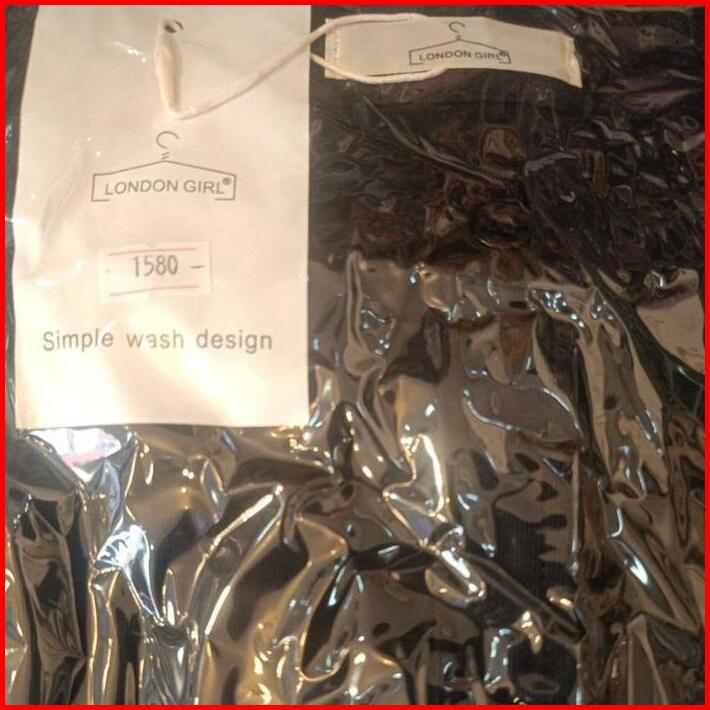 LONDON GIRL®
LONDON GIRL®
1580 -
Simple wash design